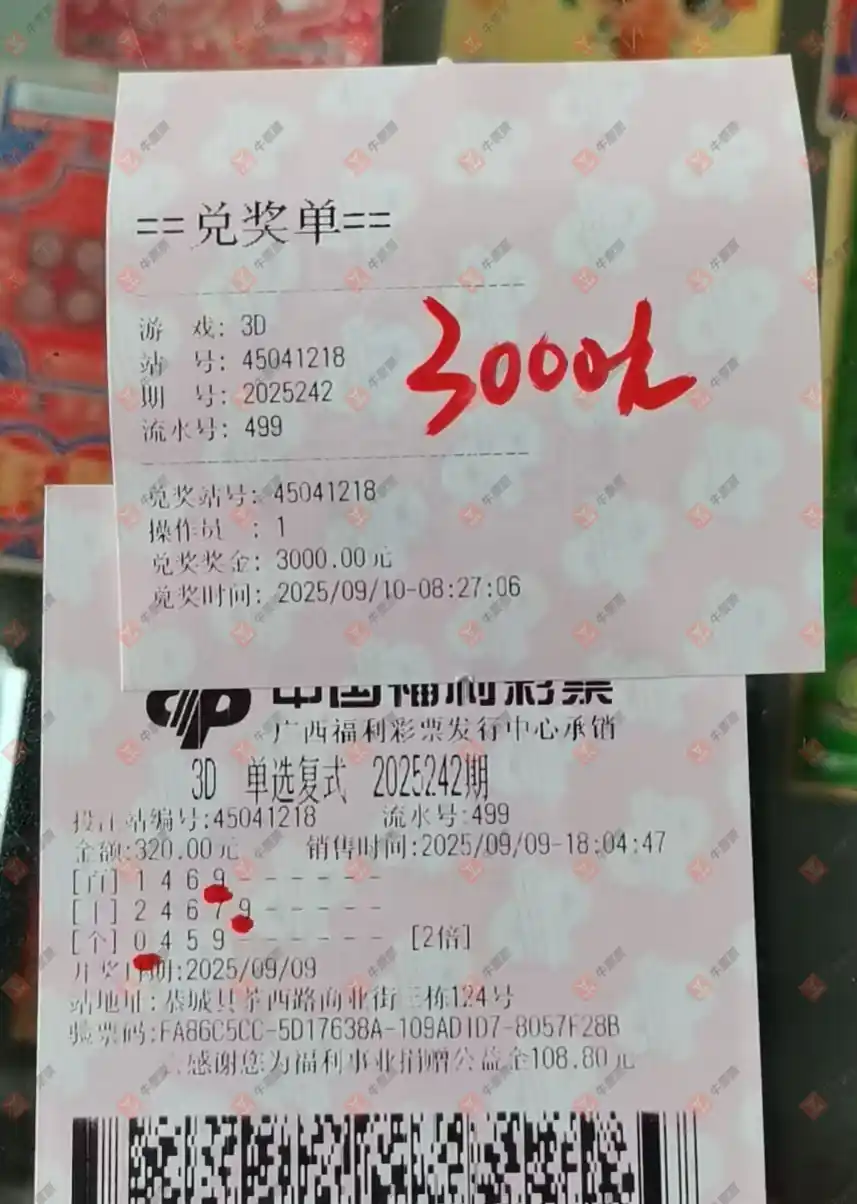 ==兑奖单==
游 戏: 3D
站 号: 45041218
期 号: 2025242
流水号: 499
3000元
兑奖站号: 45041218
操作员 : 1
兑奖奖金: 3000.00元
兑奖时间: 2025/09/10-08:27:06
中国福利彩票
广西福利彩票发行中心承销
3D 单选复式 2025242期
投注站编号:45041218 流水号:499
金额:320.00元 销售时间:2025/09/09-18:04:47
[百] 1 4 6 9 - - - - - -
[十] 2 4 6 7 9 - - - - -
[个] 0 4 5 9 - - - - - - [2倍]
开奖日期:2025/09/09
站地址: 恭城县茶西路商业街三栋124号
验票码:FA86C5CC-5D17638A-109AD1D7-8057F28B
感谢您为福利事业捐赠公益金108.80元